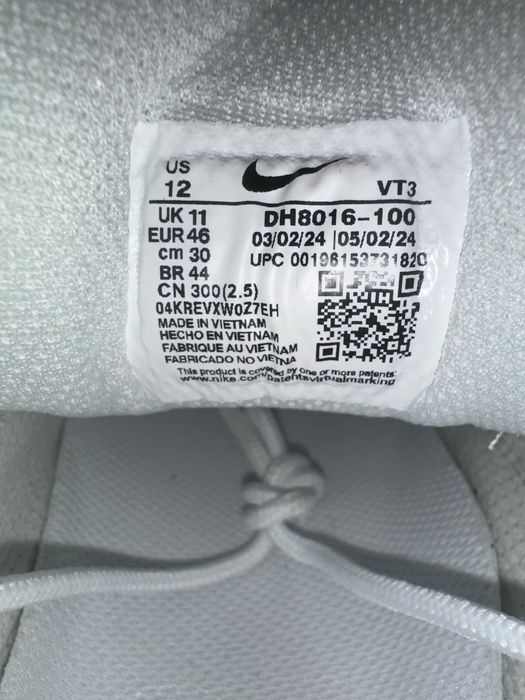 US
12 VT3
UK 11 DH8016-100
EUR 46 03/02/24 |05/02/24
cm 30 UPC 00196153731820
BR 44
CN 300(2.5)
04KREVXW0Z7EH
MADE IN VIETNAM
HECHO EN VIETNAM
FABRIQUE AU VIETNAM
FABRICADO NO VIETNA
This product is covered by one or more patents:
www.nike.com/patentsvirtualmarking